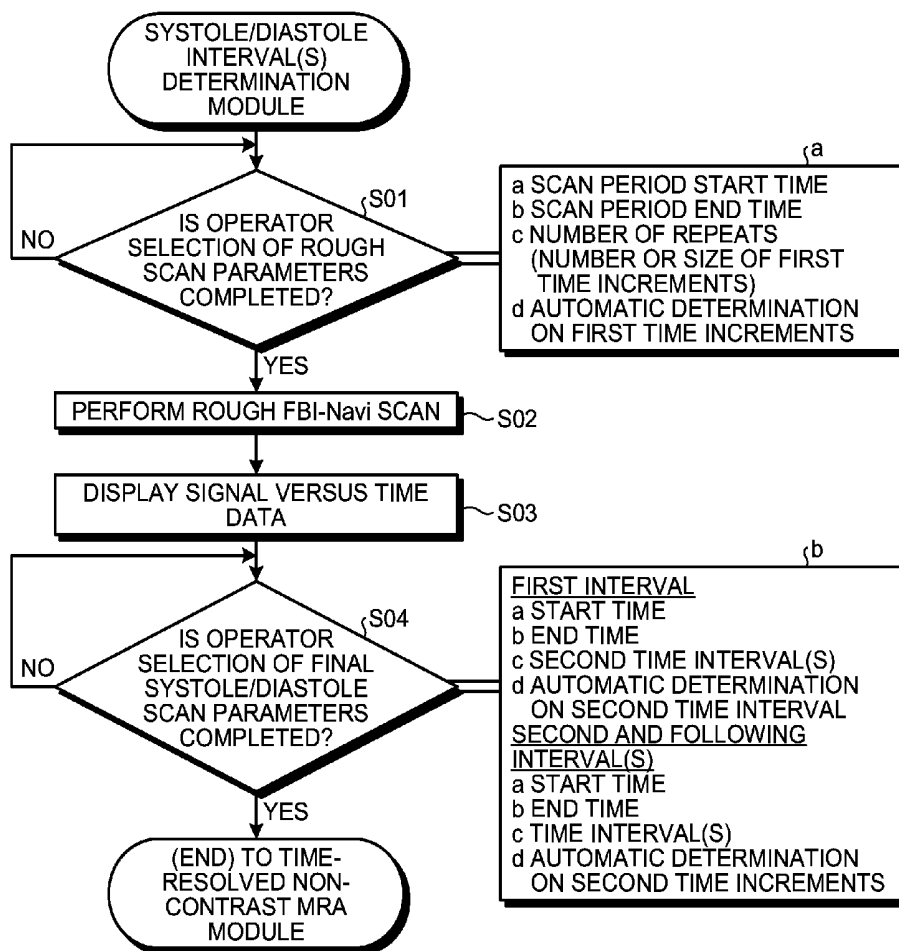 SYSTOLE/DIASTOLE
INTERVAL(S)
DETERMINATION
MODULE
a
S01
IS OPERATOR
SELECTION OF ROUGH
SCAN PARAMETERS
COMPLETED?
NO
a SCAN PERIOD START TIME
b SCAN PERIOD END TIME
c NUMBER OF REPEATS
(NUMBER OR SIZE OF FIRST
TIME INCREMENTS)
d AUTOMATIC DETERMINATION
ON FIRST TIME INCREMENTS
YES
PERFORM ROUGH FBI-Navi SCAN
S02
DISPLAY SIGNAL VERSUS TIME
DATA
S03
b
S04
IS OPERATOR
SELECTION OF FINAL
SYSTOLE/DIASTOLE
SCAN PARAMETERS
COMPLETED?
NO
FIRST INTERVAL
a START TIME
b END TIME
c SECOND TIME INTERVAL(S)
d AUTOMATIC DETERMINATION
ON SECOND TIME INTERVAL
SECOND AND FOLLOWING
INTERVAL(S)
a START TIME
b END TIME
c TIME INTERVAL(S)
d AUTOMATIC DETERMINATION
ON SECOND TIME INCREMENTS
YES
(END) TO TIME-
RESOLVED NON-
CONTRAST MRA
MODULE